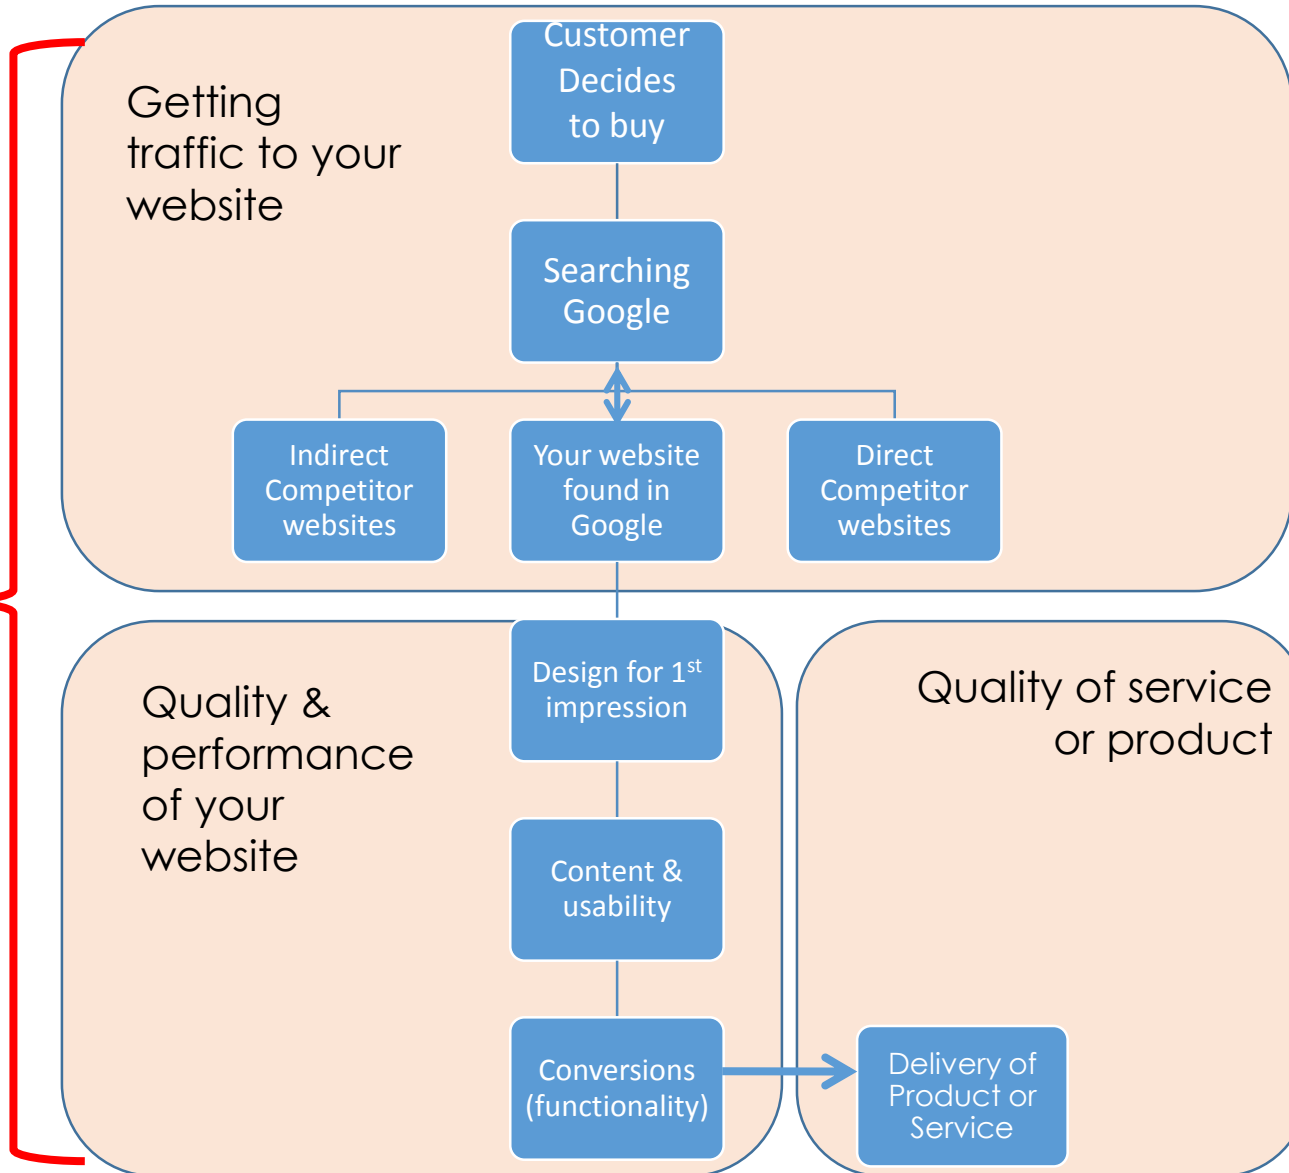 Customer
Decides
to buy
Getting
traffic to your
website
Searching
Google
Indirect
Competitor
websites
Your website
found in
Google
Direct
Competitor
websites
Design for 1st
impression
Quality &
performance
of your
website
Quality of service
or product
Content &
usability
Conversions
(functionality)
Delivery of
Product or
Service